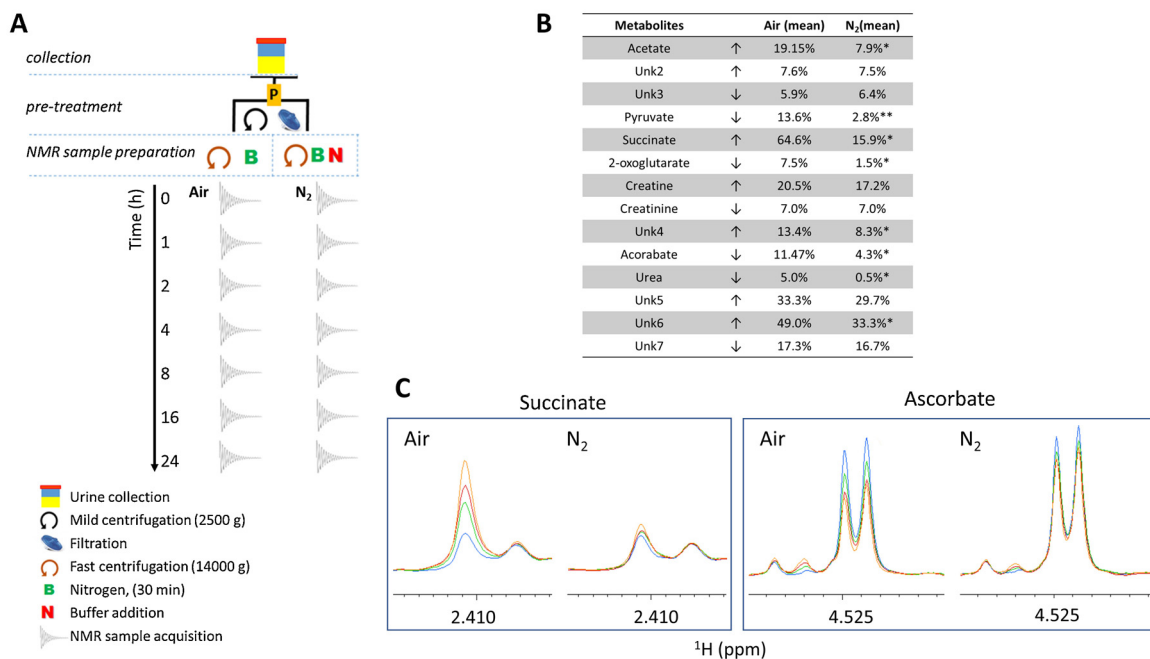 A
collection
P
pre-treatment
NMR sample preparation
B
B N
Air
N2
Time (h)
0
1
2
4
8
16
24
Urine collection
Mild centrifugation (2500 g)
Filtration
Fast centrifugation (14000 g)
B Nitrogen, (30 min)
N Buffer addition
NMR sample acquisition
B
Metabolites Air (mean) N2(mean)
Acetate ↑ 19.15% 7.9%*
Unk2 ↑ 7.6% 7.5%
Unk3 ↓ 5.9% 6.4%
Pyruvate ↓ 13.6% 2.8%**
Succinate ↑ 64.6% 15.9%*
2-oxoglutarate ↓ 7.5% 1.5%*
Creatine ↑ 20.5% 17.2%
Creatinine ↓ 7.0% 7.0%
Unk4 ↑ 13.4% 8.3%*
Acorabate ↓ 11.47% 4.3%*
Urea ↓ 5.0% 0.5%*
Unk5 ↑ 33.3% 29.7%
Unk6 ↑ 49.0% 33.3%*
Unk7 ↓ 17.3% 16.7%
C
Succinate
Air
N2
2.410
2.410
Ascorbate
Air
N2
4.525
4.525
1H (ppm)